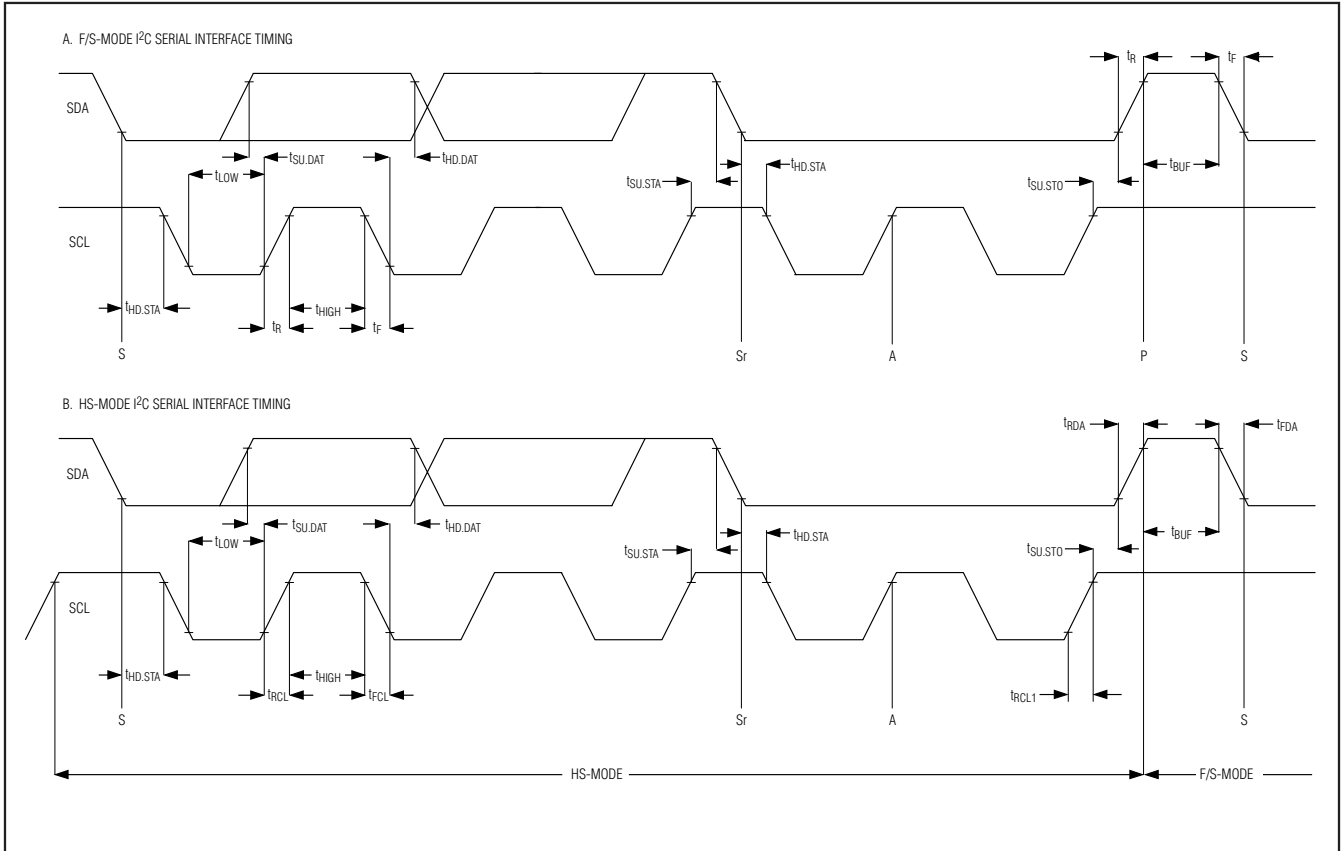 A. F/S-MODE I²C SERIAL INTERFACE TIMING
tR tF
SDA
tSU.DAT tHD.DAT tHD.STA
tLOW tSU.STA tSU.STO tBUF
SCL
tHD.STA tR tHIGH tF
S Sr A P S
B. HS-MODE I²C SERIAL INTERFACE TIMING
tRDA tFDA
SDA
tSU.DAT tHD.DAT tHD.STA
tLOW tSU.STA tSU.STO tBUF
SCL
tHD.STA tRCL tHIGH tFCL tRCL1
S Sr A S
HS-MODE F/S-MODE